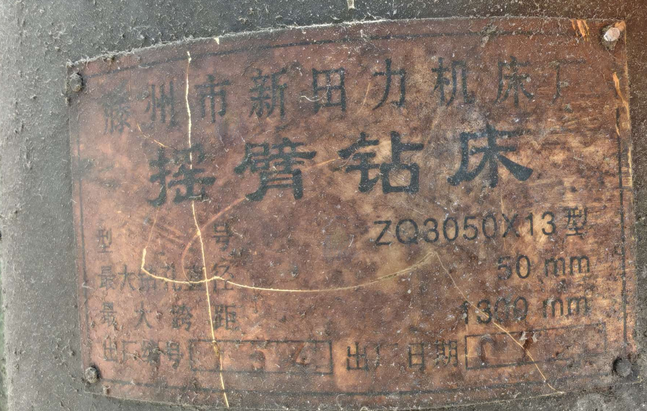 滕州市新田力机床厂
摇臂钻床
型号 ZQ3050X13型
最大钻孔直径 50 mm
最大跨距 1300 mm
出厂编号 出厂日期